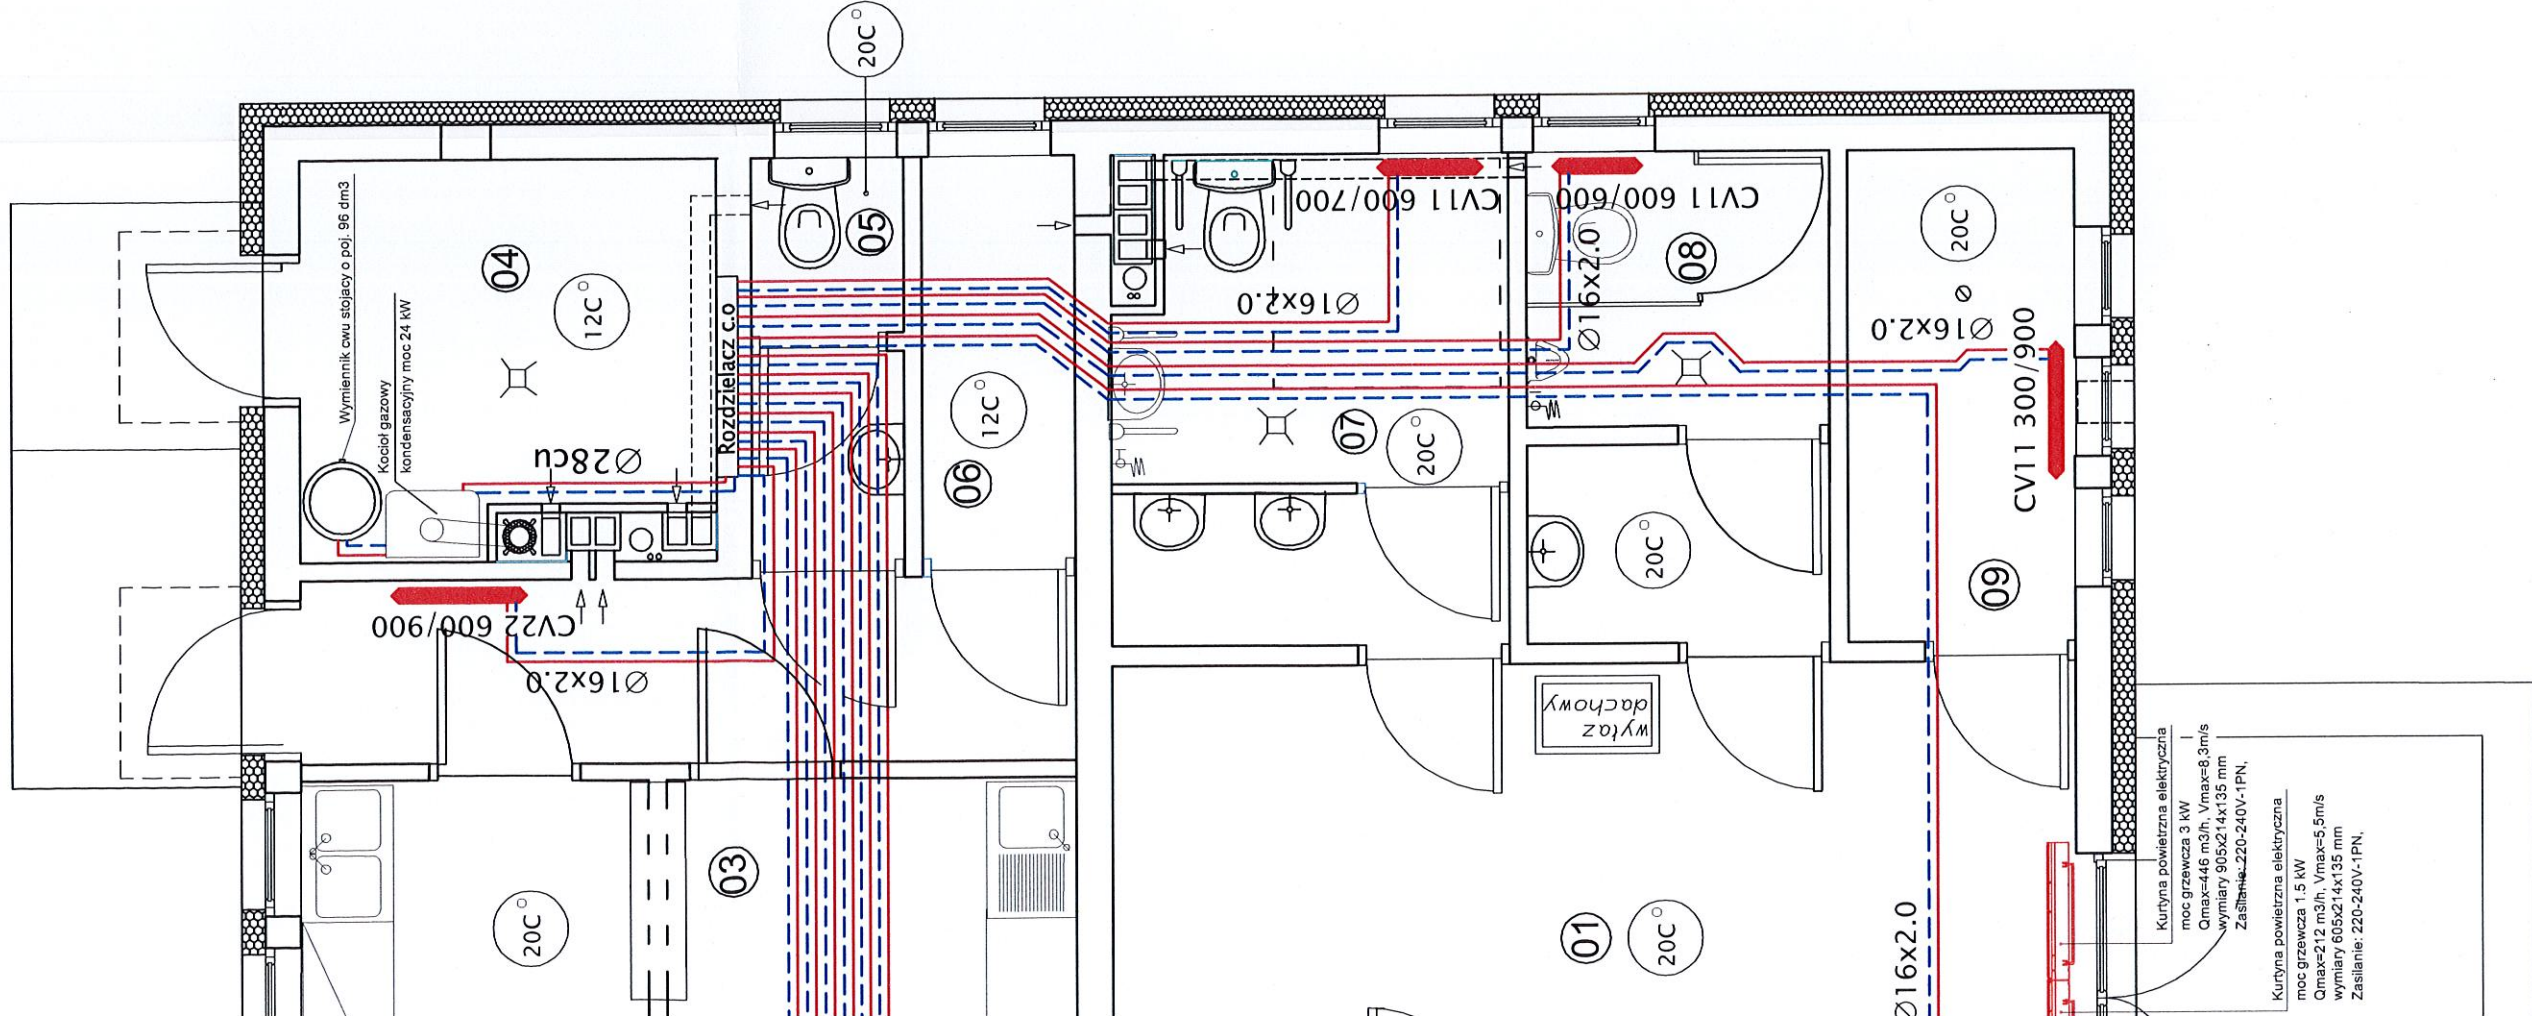 20C°
Wymiennik cwu stojacy o poj. 96 dm3
Kocioł gazowy
kondensacyjny moc 24 kW
04
12C°
Ø28cu
Rozdzielacz c.o
05
06
12C°
CV22 600/900
Ø16x2.0
CV11 600/700
Ø16x2.0
07
20C°
CV11 600/600
Ø16x2.0
08
20C°
20C°
Ø16x2.0
CV11 300/900
09
wyłaz
dachowy
03
20C°
01
20C°
Ø16x2.0
Kurtyna powietrzna elektryczna
moc grzewcza 3 kW
Qmax=446 m3/h, Vmax=8,3m/s
wymiary 905x214x135 mm
Zasilanie: 220-240V-1PN,
Kurtyna powietrzna elektryczna
moc grzewcza 1.5 kW
Qmax=212 m3/h, Vmax=5,5m/s
wymiary 605x214x135 mm
Zasilanie: 220-240V-1PN,